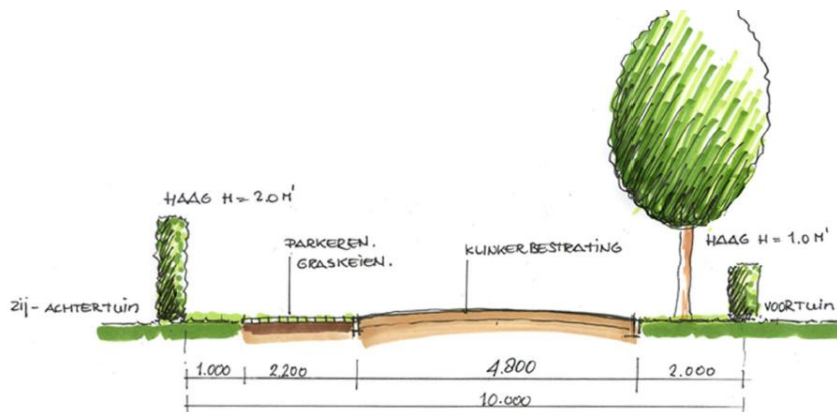 HAAG H = 2.0 M'
PARKEREN.
GRASKEIEN.
KLINKERBESTRATING
HAAG H = 1.0 M'
Zij-ACHTERTUIN
VOORTUIN
1.000
2,200
4.800
2.000
10.000